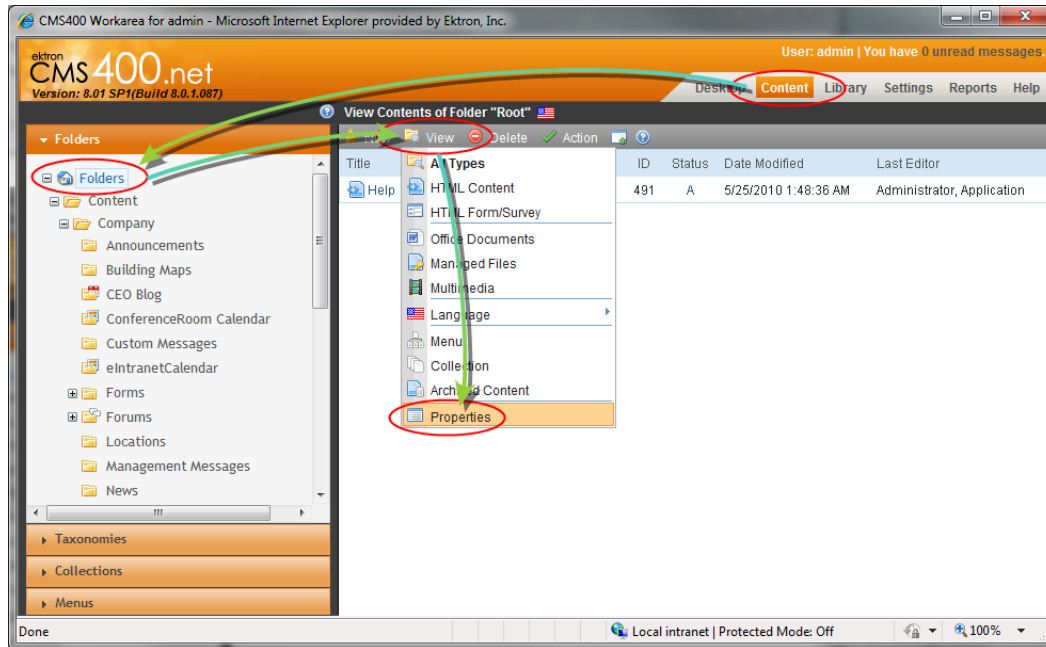 CMS400 Workarea for admin - Microsoft Internet Explorer provided by Ektron, Inc.
ektron
CMS400.net
Version: 8.01 SP1(Build 8.0.1.087)
User: admin | You have 0 unread messages.
Desktop Content Library Settings Reports Help
View Contents of Folder "Root"
Folders
View Delete Action
Title ID Status Date Modified Last Editor
Help 491 A 5/25/2010 1:48:36 AM Administrator, Application
All Types
HTML Content
HTML Form/Survey
Office Documents
Managed Files
Multimedia
Language
Menu
Collection
Archived Content
Properties
Folders
Content
Company
Announcements
Building Maps
CEO Blog
ConferenceRoom Calendar
Custom Messages
eIntranetCalendar
Forms
Forums
Locations
Management Messages
News
Taxonomies
Collections
Menus
Done
Local intranet | Protected Mode: Off
100%